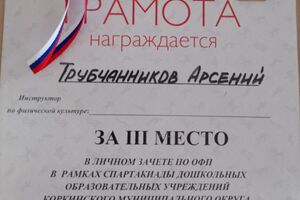 ГРАМОТА
награждается
Трубчанников Арсений
Инструктор
по физической культуре:
ЗА III МЕСТО
В ЛИЧНОМ ЗАЧЕТЕ ПО ОФП
В РАМКАХ СПАРТАКИАДЫ ДОШКОЛЬНЫХ
ОБРАЗОВАТЕЛЬНЫХ УЧРЕЖДЕНИЙ
КОРКИНСКОГО МУНИЦИПАЛЬНОГО ОКРУГА